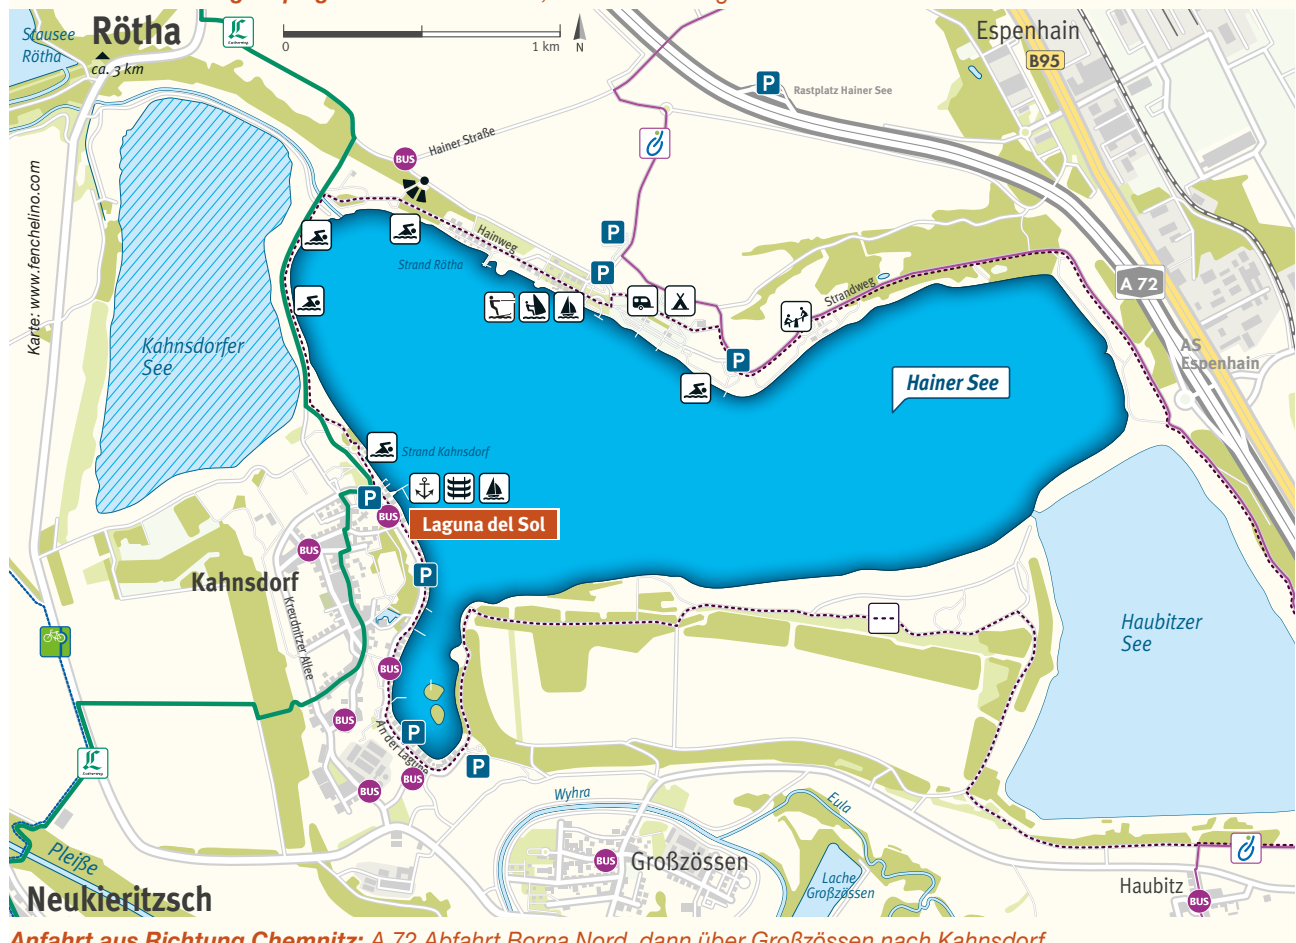 Stausee
Rötha
Rötha
ca. 3 km
0
1 km
N
Espenhain
B95
P
Rastplatz Hainer See
BUS
Hainer Straße
Karte: www.fenchelino.com
Hainweg
P
Strand Rötha
P
Strandweg
A 72
AS
Espenhain
Kahnsdorfer
See
P
Hainer See
Strand Kahnsdorf
P
BUS
Laguna del Sol
BUS
Kahnsdorf
P
Kreudnitzer Allee
Haubitzer
See
BUS
BUS
An der Lagune
P
P
BUS
BUS
Wyhra
Eula
Pleiße
BUS
Großzössen
Lache
Großzössen
Haubitz
BUS
Neukieritzsch
Anfahrt aus Richtung Chemnitz: A 72 Abfahrt Borna Nord, dann über Großzössen nach Kahnsdorf